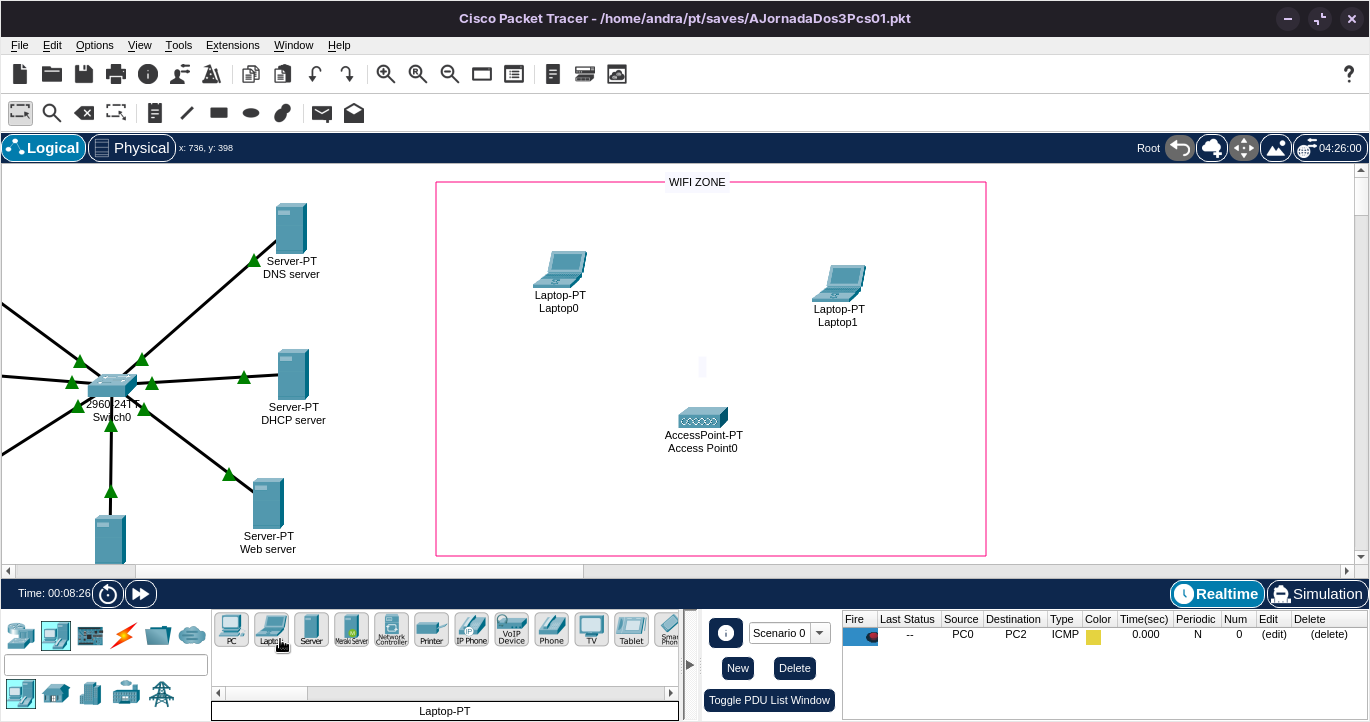 Cisco Packet Tracer - /home/andra/pt/saves/AJornadaDos3Pcs01.pkt
File Edit Options View Tools Extensions Window Help
Logical Physical x: 736, y: 398 Root 04:26:00
WIFI ZONE
Server-PT
DNS server
Laptop-PT
Laptop0
Laptop-PT
Laptop1
2960-24TT
Switch0
Server-PT
DHCP server
AccessPoint-PT
Access Point0
Server-PT
Web server
Time: 00:08:26 Realtime Simulation
PC Laptop Server Meraki Server Network Controller Printer IP Phone VoIP Device Phone TV Tablet Smart Phone
Laptop-PT
Scenario 0
New Delete
Toggle PDU List Window
Fire Last Status Source Destination Type Color Time(sec) Periodic Num Edit Delete
-- PC0 PC2 ICMP 0.000 N 0 (edit) (delete)